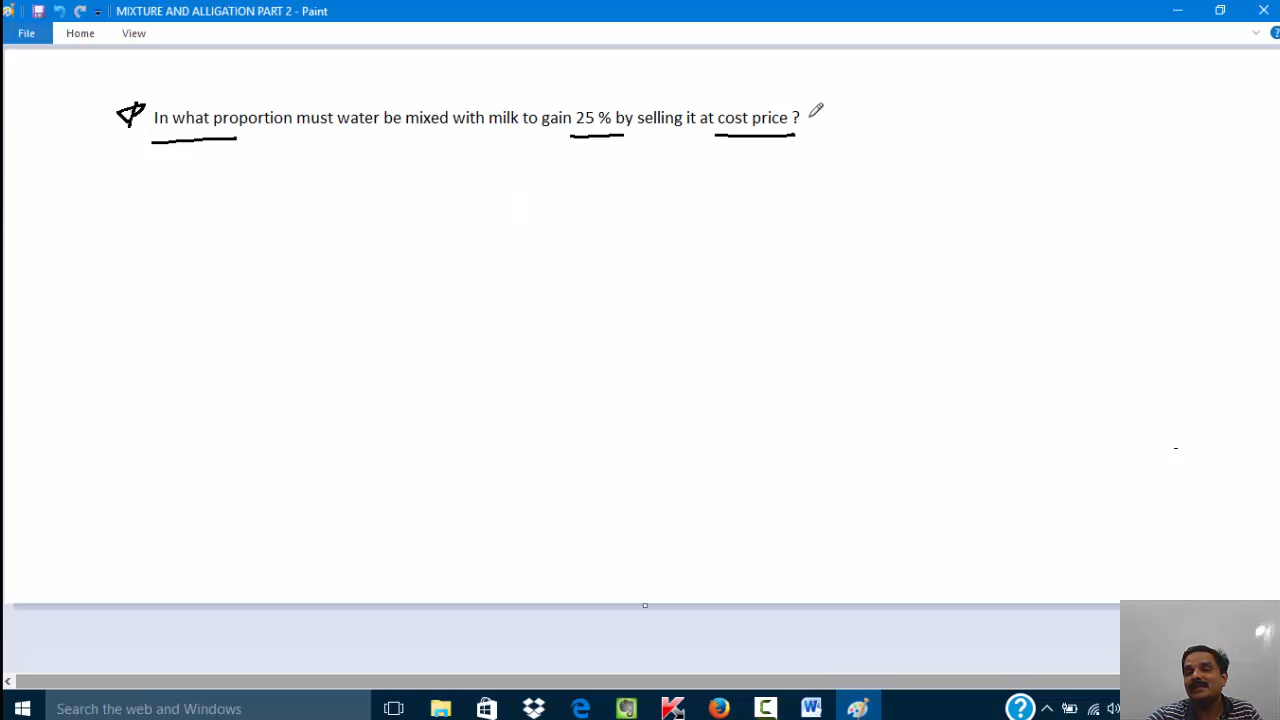 MIXTURE AND ALLIGATION PART 2 - Paint
File Home View
In what proportion must water be mixed with milk to gain 25 % by selling it at cost price ?
Search the web and Windows